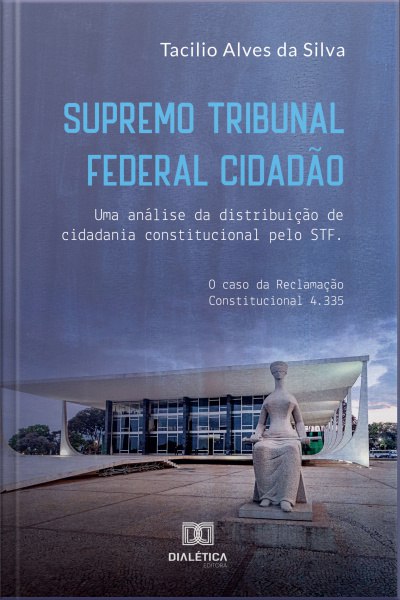 Tacilio Alves da Silva
SUPREMO TRIBUNAL
FEDERAL CIDADÃO
Uma análise da distribuição de
cidadania constitucional pelo STF.
O caso da Reclamação
Constitucional 4.335
DIALÉTICA
EDITORA